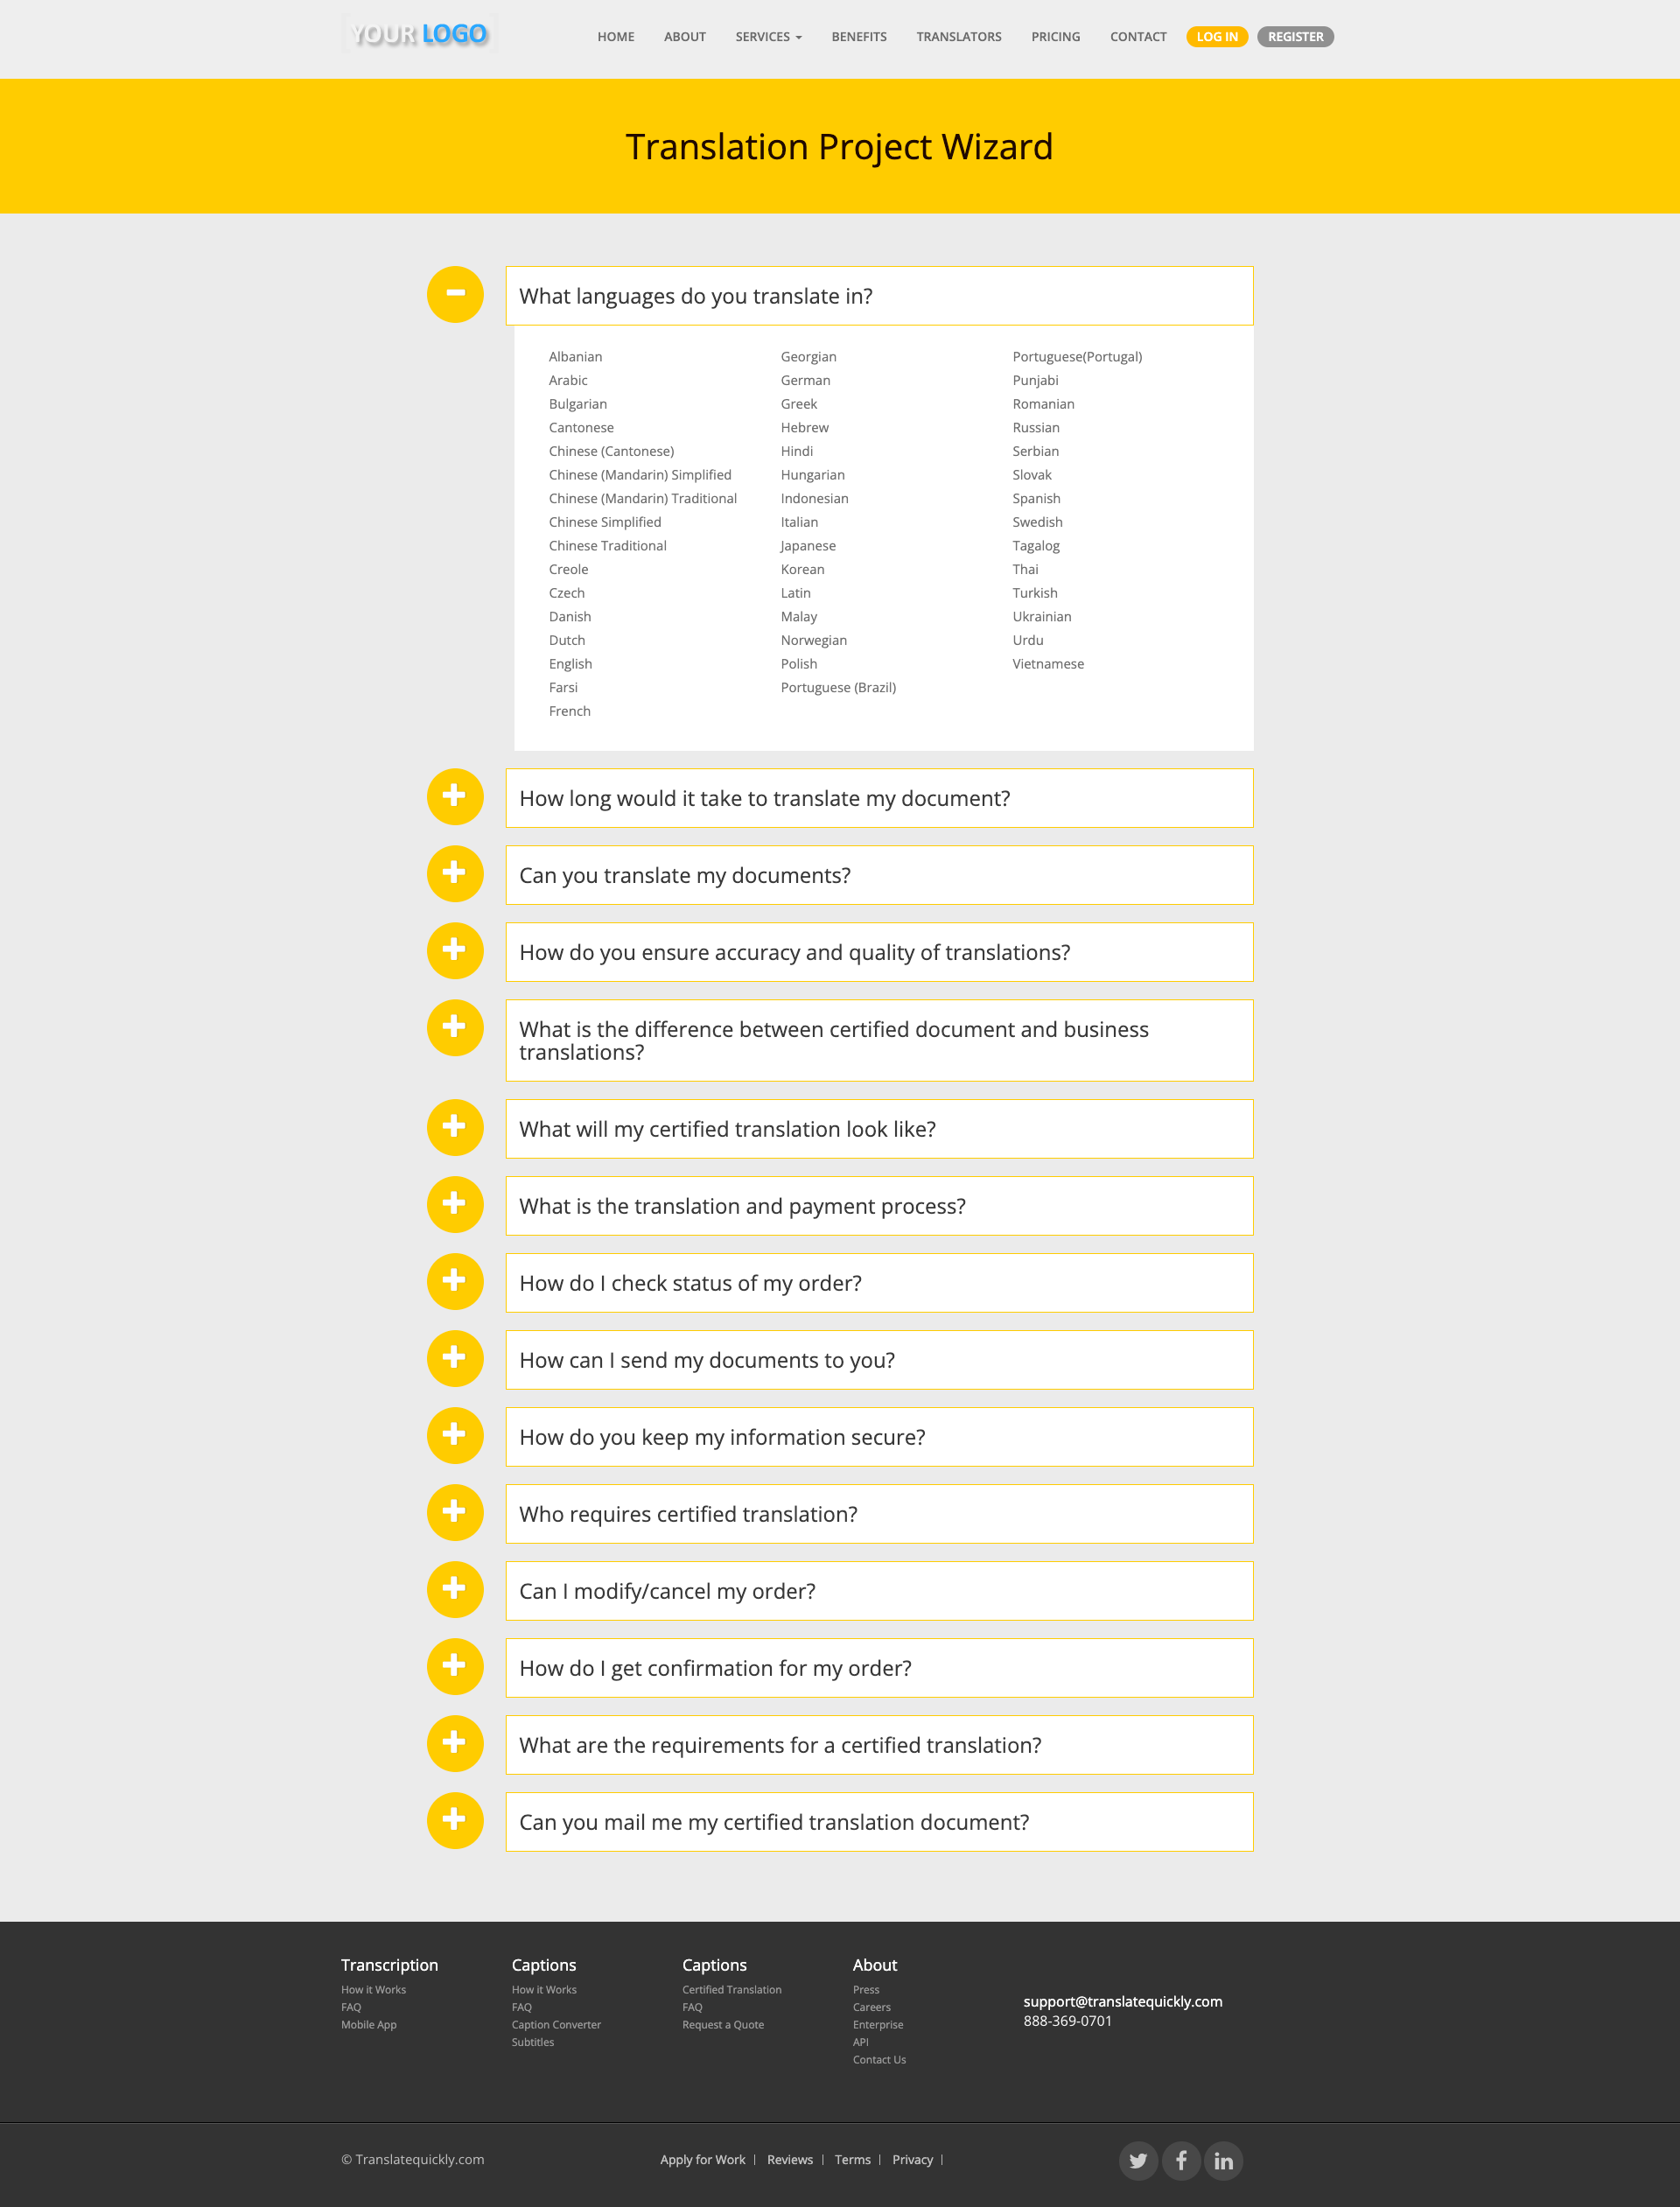 YOUR LOGO
HOME ABOUT SERVICES BENEFITS TRANSLATORS PRICING CONTACT LOG IN REGISTER
Translation Project Wizard
What languages do you translate in?
Albanian
Arabic
Bulgarian
Cantonese
Chinese (Cantonese)
Chinese (Mandarin) Simplified
Chinese (Mandarin) Traditional
Chinese Simplified
Chinese Traditional
Creole
Czech
Danish
Dutch
English
Farsi
French
Georgian
German
Greek
Hebrew
Hindi
Hungarian
Indonesian
Italian
Japanese
Korean
Latin
Malay
Norwegian
Polish
Portuguese (Brazil)
Portuguese(Portugal)
Punjabi
Romanian
Russian
Serbian
Slovak
Spanish
Swedish
Tagalog
Thai
Turkish
Ukrainian
Urdu
Vietnamese
How long would it take to translate my document?
Can you translate my documents?
How do you ensure accuracy and quality of translations?
What is the difference between certified document and business
translations?
What will my certified translation look like?
What is the translation and payment process?
How do I check status of my order?
How can I send my documents to you?
How do you keep my information secure?
Who requires certified translation?
Can I modify/cancel my order?
How do I get confirmation for my order?
What are the requirements for a certified translation?
Can you mail me my certified translation document?
Transcription
How it Works
FAQ
Mobile App
Captions
How it Works
FAQ
Caption Converter
Subtitles
Captions
Certified Translation
FAQ
Request a Quote
About
Press
Careers
Enterprise
API
Contact Us
support@translatequickly.com
888-369-0701
© Translatequickly.com
Apply for Work | Reviews | Terms | Privacy |